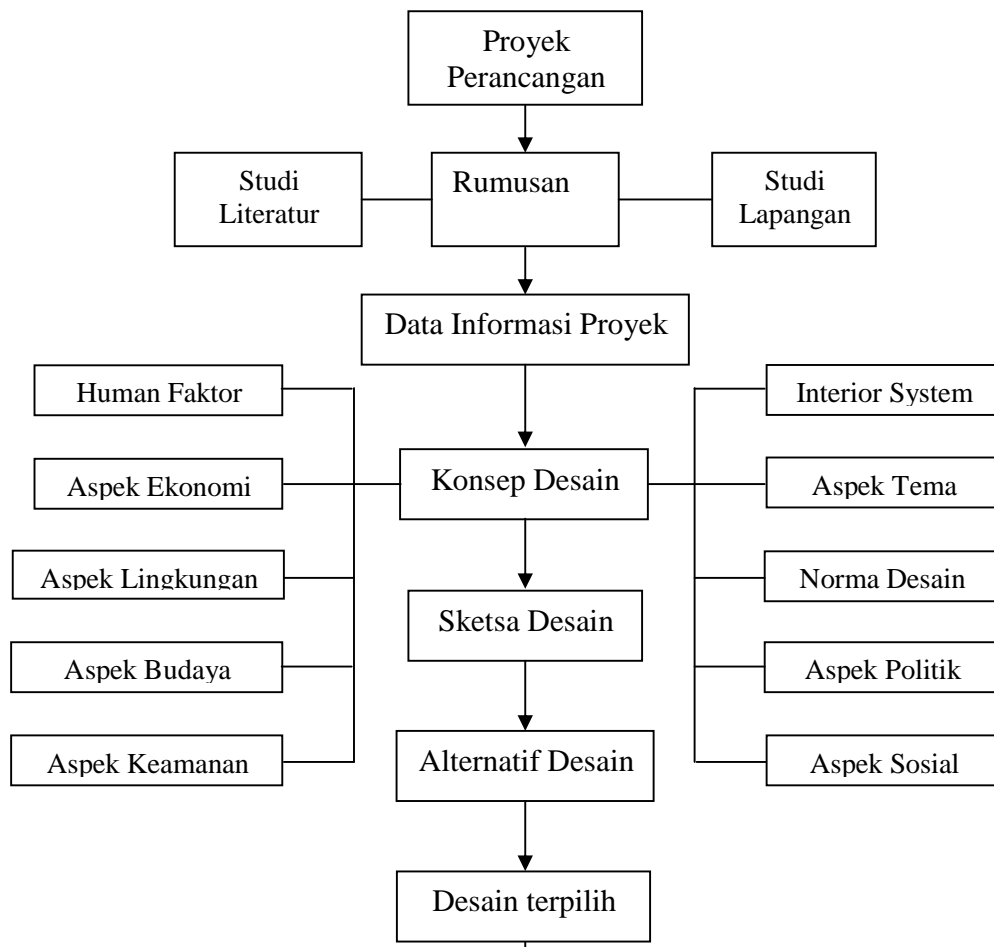 Proyek
Perancangan
Studi
Literatur
Rumusan
Studi
Lapangan
Data Informasi Proyek
Human Faktor
Interior System
Aspek Ekonomi
Konsep Desain
Aspek Tema
Aspek Lingkungan
Norma Desain
Sketsa Desain
Aspek Budaya
Aspek Politik
Aspek Keamanan
Alternatif Desain
Aspek Sosial
Desain terpilih